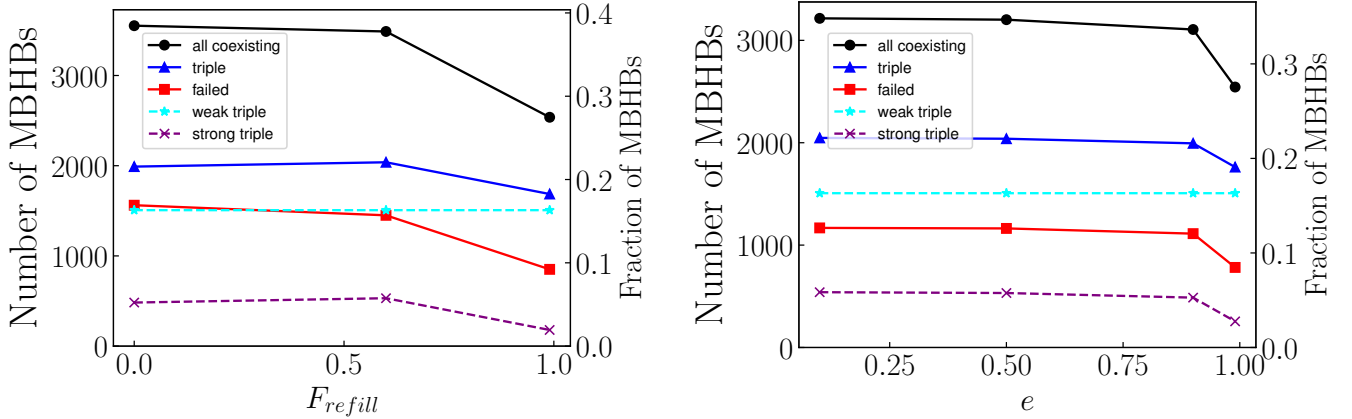 Number of MBHBs
3000
2000
1000
0
all coexisting
triple
failed
weak triple
strong triple
0.4
0.3
0.2
0.1
0.0
Fraction of MBHBs
0.0
0.5
1.0
F_{refill}
Number of MBHBs
3000
2000
1000
0
all coexisting
triple
failed
weak triple
strong triple
0.3
0.2
0.1
0.0
Fraction of MBHBs
0.25
0.50
0.75
1.00
e